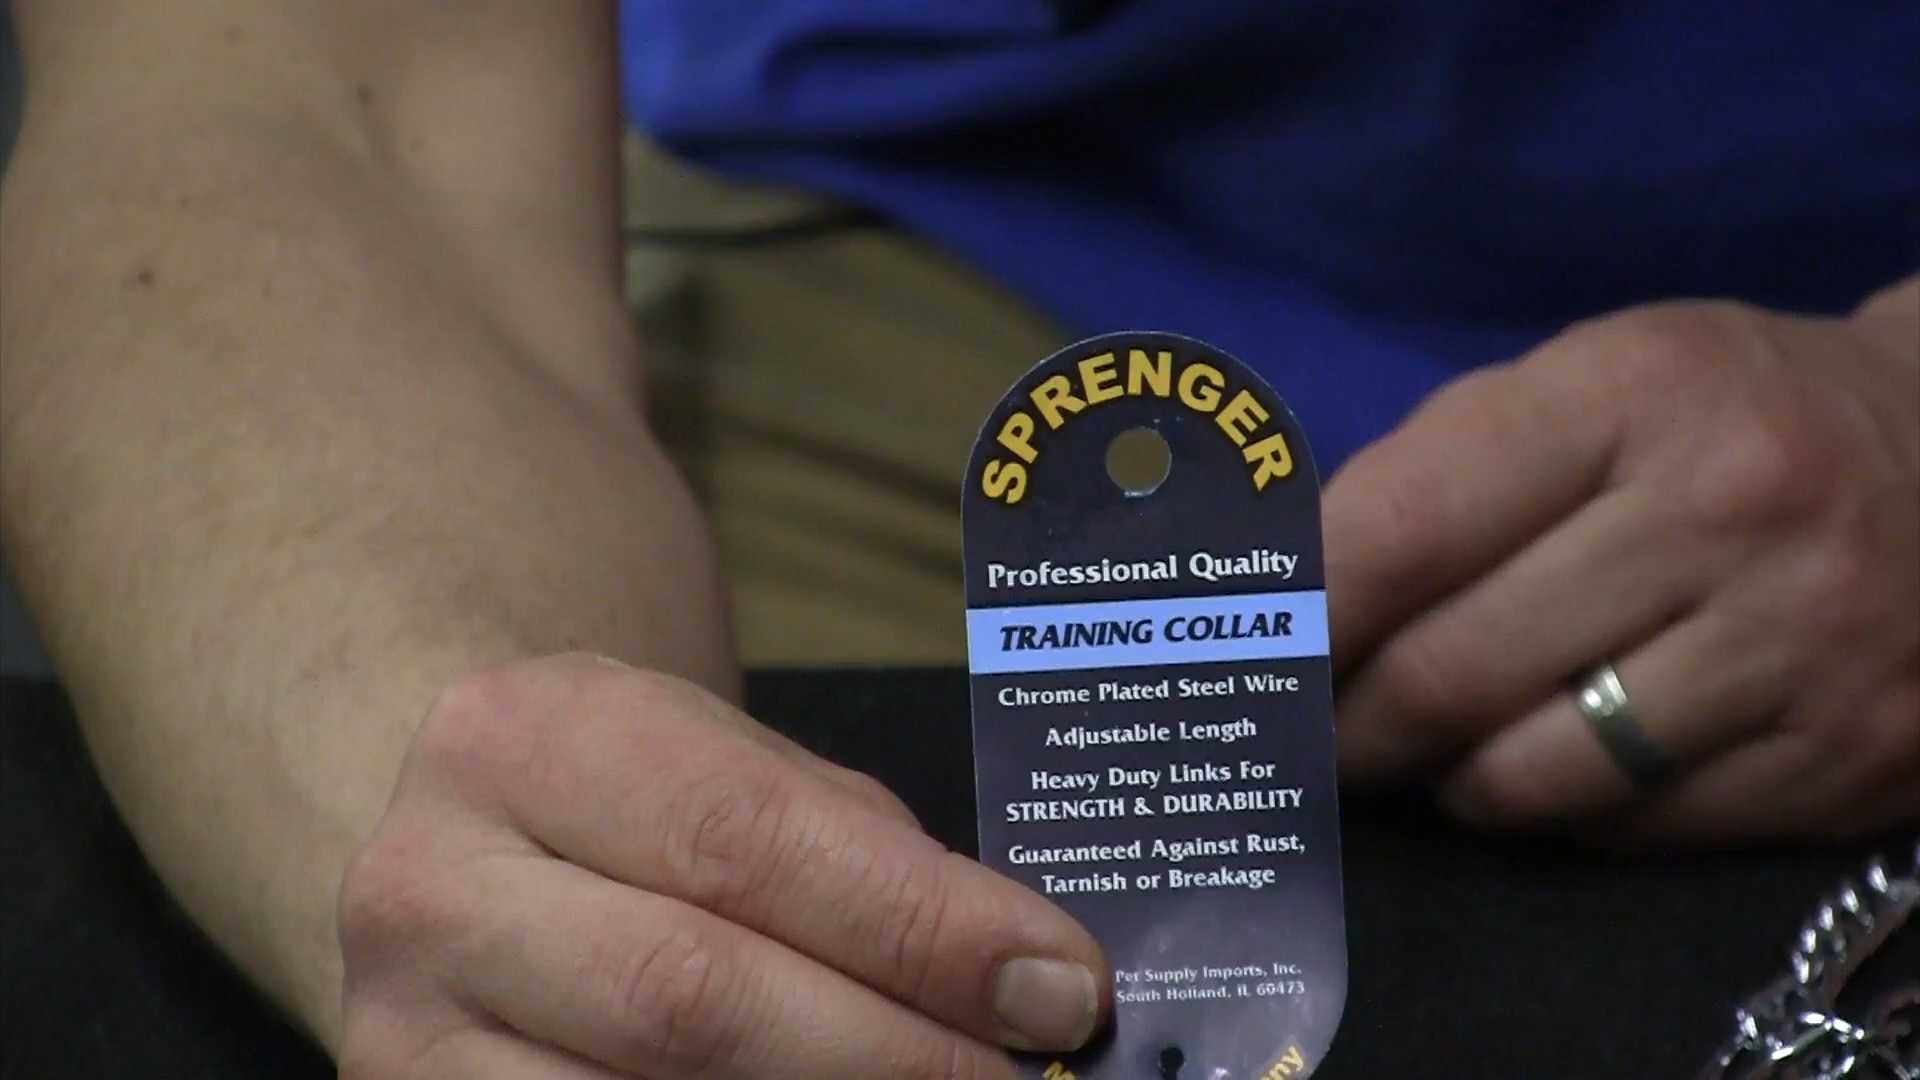 SPRENGER
Professional Quality
TRAINING COLLAR
Chrome Plated Steel Wire
Adjustable Length
Heavy Duty Links For
STRENGTH & DURABILITY
Guaranteed Against Rust,
Tarnish or Breakage
Pet Supply Imports, Inc.
South Holland, IL 60473